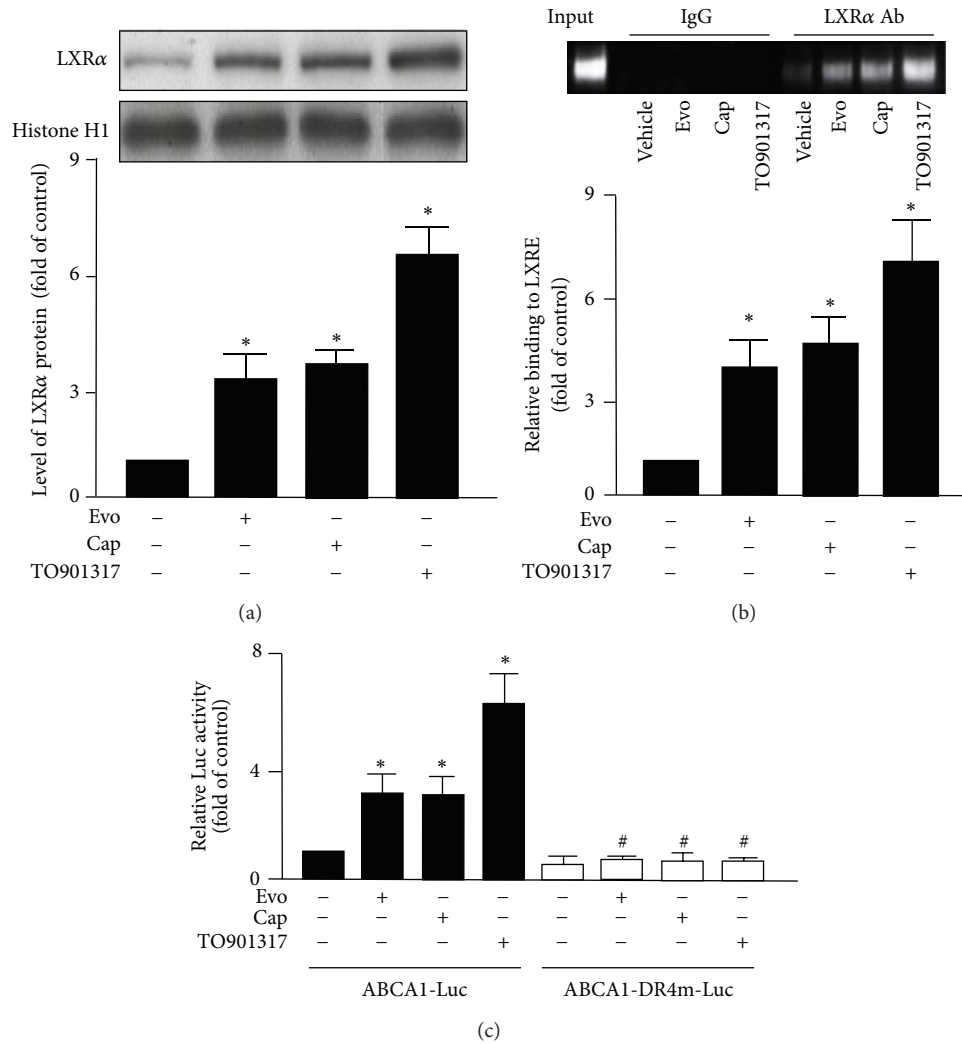 LXRα
Histone H1
Level of LXRα protein (fold of control)
9
6
3
0
*
*
*
Evo − + − −
Cap − − + −
TO901317 − − − +
(a)
Input IgG LXRα Ab
Vehicle
Evo
Cap
TO901317
Vehicle
Evo
Cap
TO901317
Relative binding to LXRE
(fold of control)
9
6
3
0
*
*
*
Evo − + − −
Cap − − + −
TO901317 − − − +
(b)
Relative Luc activity
(fold of control)
8
4
0
*
*
*
#
#
#
Evo − + − − − + − −
Cap − − + − − − + −
TO901317 − − − + − − − +
ABCA1-Luc ABCA1-DR4m-Luc
(c)